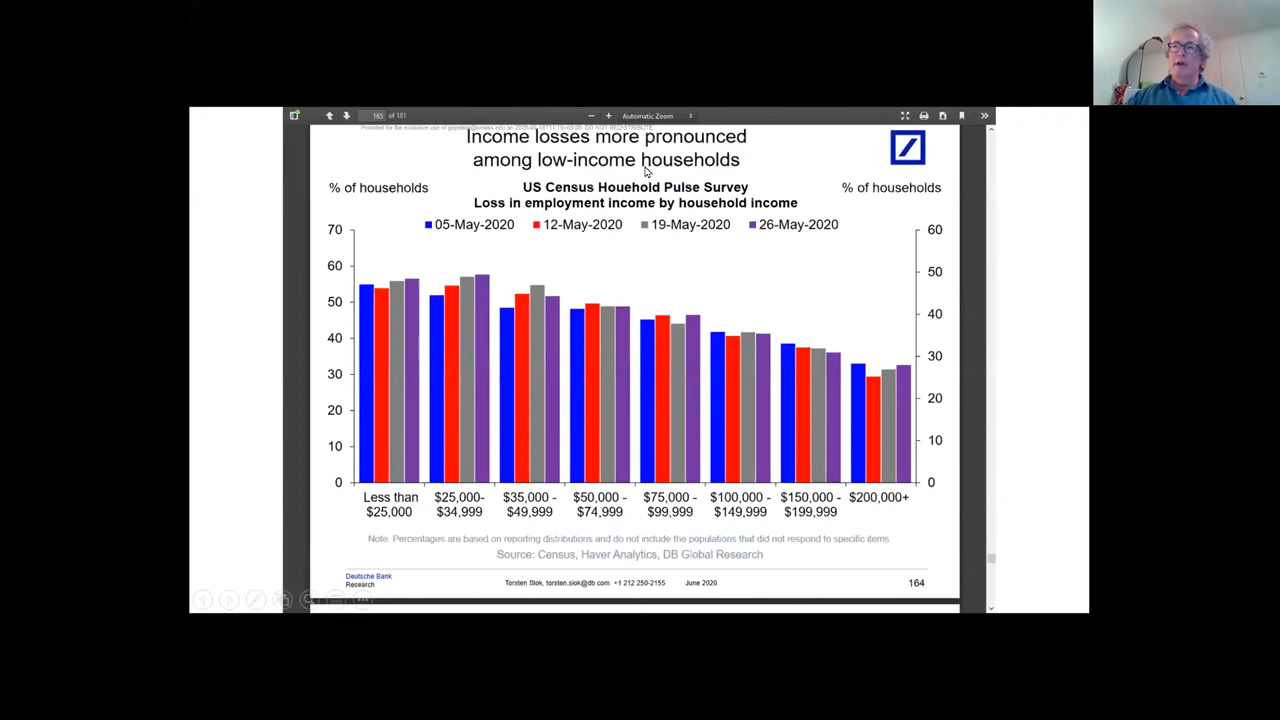 165 of 181
Automatic Zoom
Income losses more pronounced
among low-income households
% of households
US Census Houehold Pulse Survey
% of households
Loss in employment income by household income
05-May-2020 12-May-2020 19-May-2020 26-May-2020
70 60
60 50
50 40
40 30
30 20
20 10
10 0
0
Less than $25,000- $35,000 - $50,000 - $75,000 - $100,000 - $150,000 - $200,000+
$25,000 $34,999 $49,999 $74,999 $99,999 $149,999 $199,999
Note. Percentages are based on reporting distributions and do not include the populations that did not respond to specific items
Source: Census, Haver Analytics, DB Global Research
Deutsche Bank
Research
Torsten Slok, torsten.slok@db.com +1 212 250-2155 June 2020
164